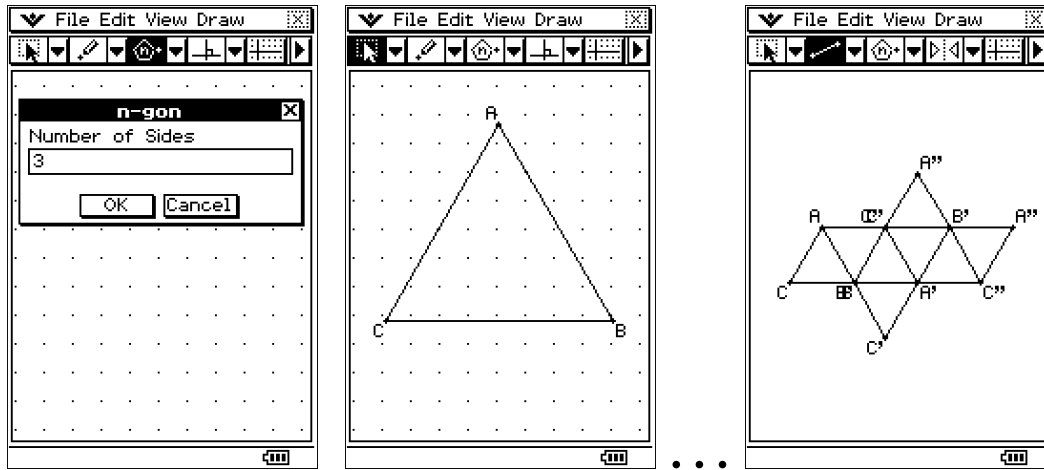 File Edit View Draw
n-gon
Number of Sides
3
OK Cancel
File Edit View Draw
A
C
B
File Edit View Draw
A"
A
B'
A"
C
A'
C"
C'
. . .